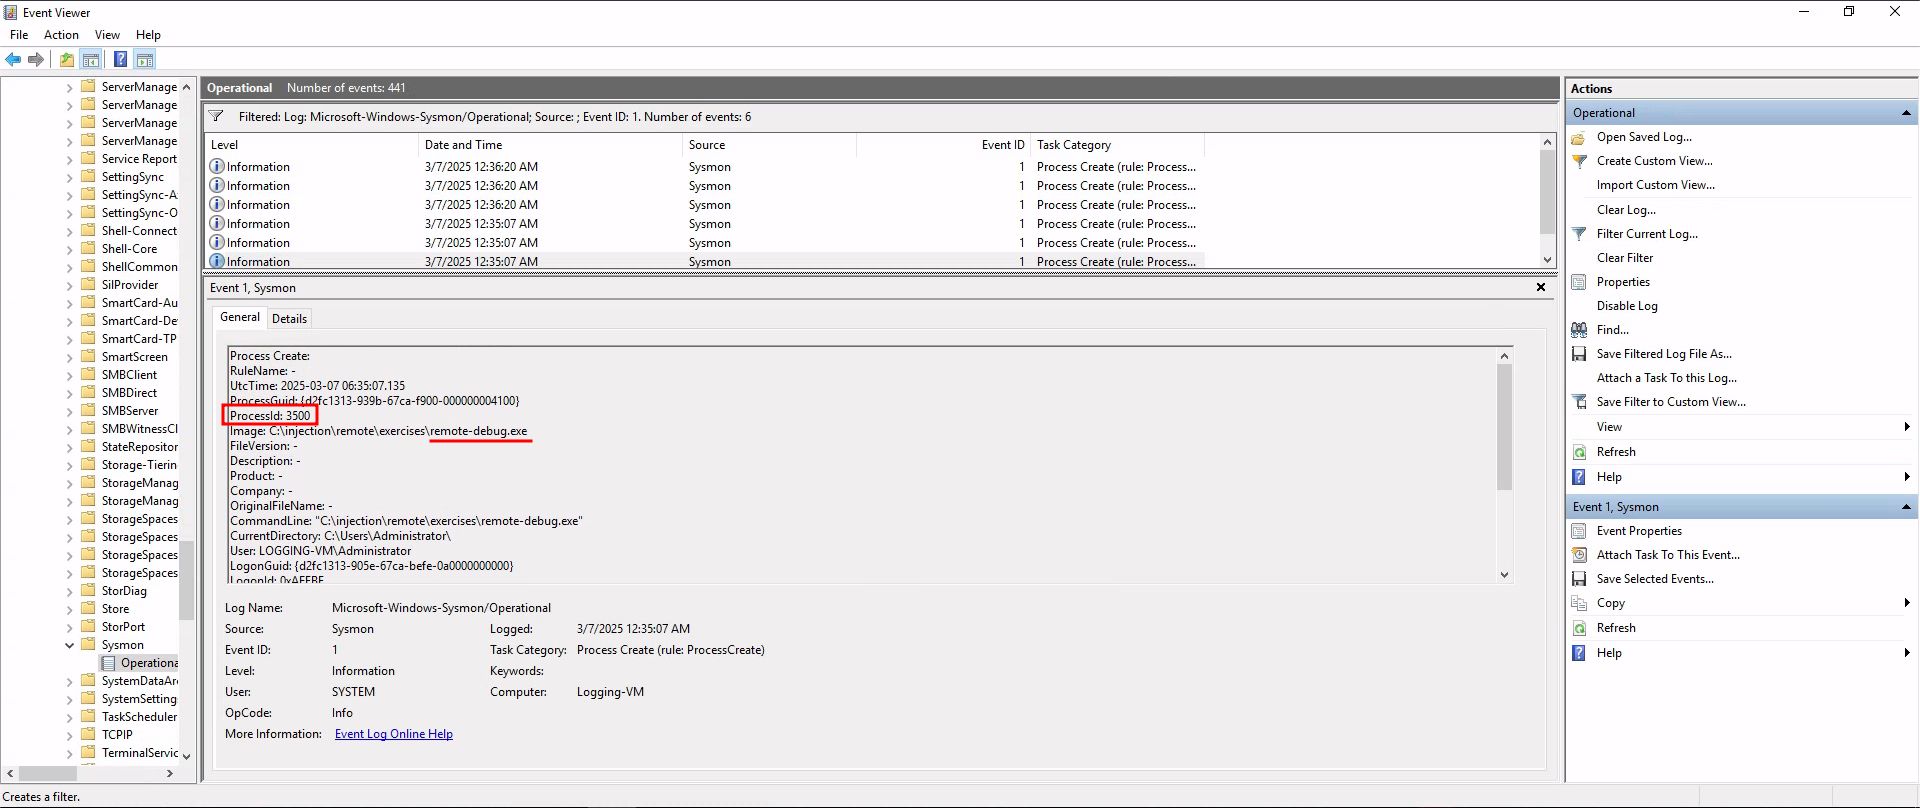 Event Viewer
File Action View Help
ServerManage
ServerManage
ServerManage
ServerManage
Service Report
SettingSync
SettingSync-A
SettingSync-O
Shell-Connect
Shell-Core
ShellCommon
SilProvider
SmartCard-Au
SmartCard-De
SmartCard-TP
SmartScreen
SMBClient
SMBDirect
SMBServer
SMBWitnessCl
StateRepositor
Storage-Tierin
StorageManag
StorageManag
StorageSpaces
StorageSpaces
StorageSpaces
StorageSpaces
StorDiag
Store
StorPort
Sysmon
Operationa
SystemDataAr
SystemSetting
TaskScheduler
TCPIP
TerminalServic
Operational Number of events: 441
Filtered: Log: Microsoft-Windows-Sysmon/Operational; Source: ; Event ID: 1. Number of events: 6
Level Date and Time Source Event ID Task Category
Information 3/7/2025 12:36:20 AM Sysmon 1 Process Create (rule: Process...
Information 3/7/2025 12:36:20 AM Sysmon 1 Process Create (rule: Process...
Information 3/7/2025 12:36:20 AM Sysmon 1 Process Create (rule: Process...
Information 3/7/2025 12:35:07 AM Sysmon 1 Process Create (rule: Process...
Information 3/7/2025 12:35:07 AM Sysmon 1 Process Create (rule: Process...
Information 3/7/2025 12:35:07 AM Sysmon 1 Process Create (rule: Process...
Event 1, Sysmon
General Details
Process Create:
RuleName: -
UtcTime: 2025-03-07 06:35:07.135
ProcessGuid: {d2fc1313-939b-67ca-f900-000000004100}
ProcessId: 3500
Image: C:\injection\remote\exercises\remote-debug.exe
FileVersion: -
Description: -
Product: -
Company: -
OriginalFileName: -
CommandLine: "C:\injection\remote\exercises\remote-debug.exe"
CurrentDirectory: C:\Users\Administrator\
User: LOGGING-VM\Administrator
LogonGuid: {d2fc1313-905e-67ca-befe-0a0000000000}
LogonId: 0xAFEBE
Log Name: Microsoft-Windows-Sysmon/Operational
Source: Sysmon Logged: 3/7/2025 12:35:07 AM
Event ID: 1 Task Category: Process Create (rule: ProcessCreate)
Level: Information Keywords:
User: SYSTEM Computer: Logging-VM
OpCode: Info
More Information: Event Log Online Help
Actions
Operational
Open Saved Log...
Create Custom View...
Import Custom View...
Clear Log...
Filter Current Log...
Clear Filter
Properties
Disable Log
Find...
Save Filtered Log File As...
Attach a Task To this Log...
Save Filter to Custom View...
View
Refresh
Help
Event 1, Sysmon
Event Properties
Attach Task To This Event...
Save Selected Events...
Copy
Refresh
Help
Creates a filter.